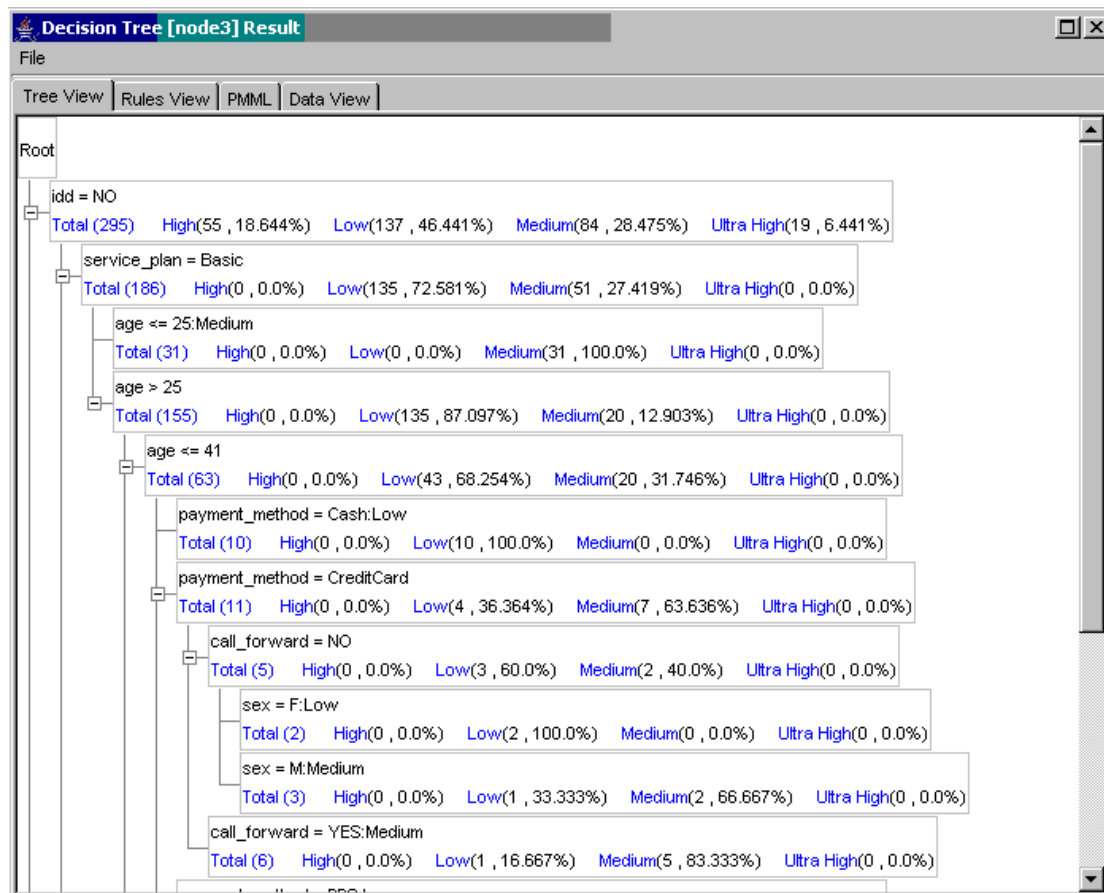 Decision Tree [node3] Result
File
Tree View Rules View PMML Data View
Root
idd = NO
Total (295) High(55 , 18.644%) Low(137 , 46.441%) Medium(84 , 28.475%) Ultra High(19 , 6.441%)
service_plan = Basic
Total (186) High(0 , 0.0%) Low(135 , 72.581%) Medium(51 , 27.419%) Ultra High(0 , 0.0%)
age <= 25:Medium
Total (31) High(0 , 0.0%) Low(0 , 0.0%) Medium(31 , 100.0%) Ultra High(0 , 0.0%)
age > 25
Total (155) High(0 , 0.0%) Low(135 , 87.097%) Medium(20 , 12.903%) Ultra High(0 , 0.0%)
age <= 41
Total (63) High(0 , 0.0%) Low(43 , 68.254%) Medium(20 , 31.746%) Ultra High(0 , 0.0%)
payment_method = Cash:Low
Total (10) High(0 , 0.0%) Low(10 , 100.0%) Medium(0 , 0.0%) Ultra High(0 , 0.0%)
payment_method = CreditCard
Total (11) High(0 , 0.0%) Low(4 , 36.364%) Medium(7 , 63.636%) Ultra High(0 , 0.0%)
call_forward = NO
Total (5) High(0 , 0.0%) Low(3 , 60.0%) Medium(2 , 40.0%) Ultra High(0 , 0.0%)
sex = F:Low
Total (2) High(0 , 0.0%) Low(2 , 100.0%) Medium(0 , 0.0%) Ultra High(0 , 0.0%)
sex = M:Medium
Total (3) High(0 , 0.0%) Low(1 , 33.333%) Medium(2 , 66.667%) Ultra High(0 , 0.0%)
call_forward = YES:Medium
Total (6) High(0 , 0.0%) Low(1 , 16.667%) Medium(5 , 83.333%) Ultra High(0 , 0.0%)